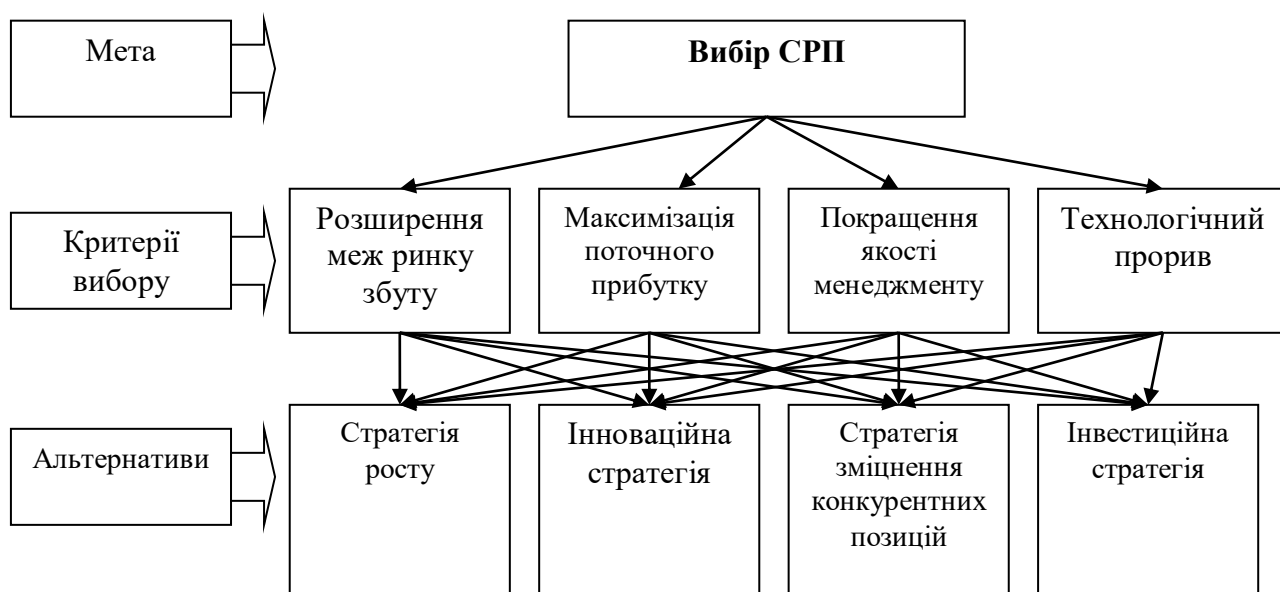 Мета
Вибір СРП
Критерії
вибору
Розширення
меж ринку
збуту
Максимізація
поточного
прибутку
Покращення
якості
менеджменту
Технологічний
прорив
Альтернативи
Стратегія
росту
Інноваційна
стратегія
Стратегія
зміцнення
конкурентних
позицій
Інвестиційна
стратегія